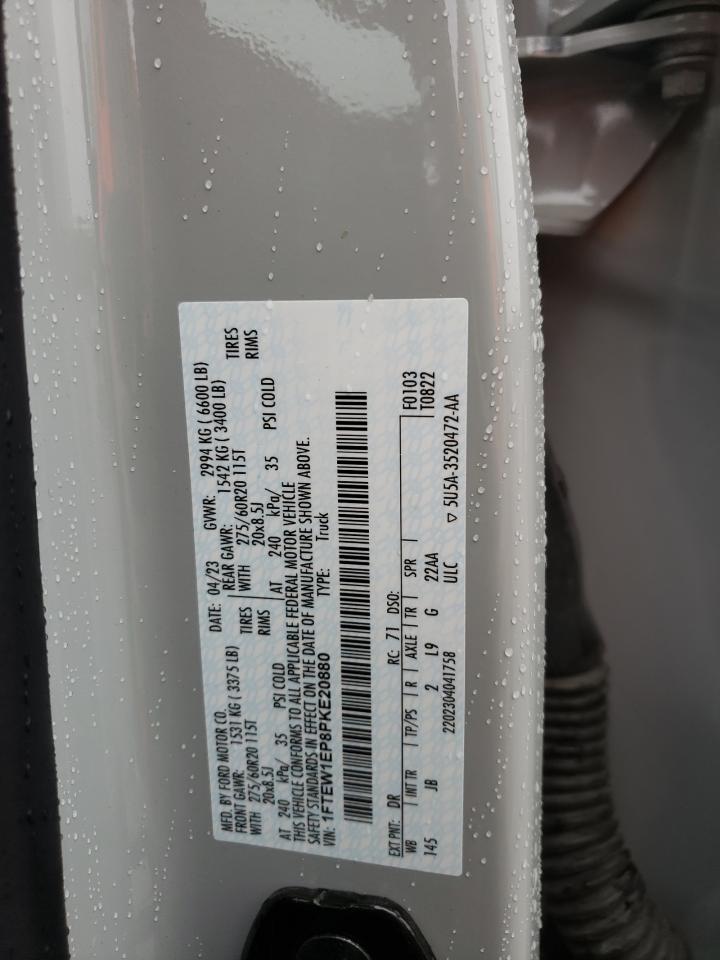 MFD. BY FORD MOTOR CO.
DATE: 04/23 GVWR: 2994 KG ( 6600 LB)
FRONT GAWR: 1531 KG ( 3375 LB) REAR GAWR: 1542 KG ( 3400 LB)
WITH 275/60R20 115T TIRES WITH 275/60R20 115T TIRES
20x8.5J RIMS 20x8.5J RIMS
AT 240 kPa/ 35 PSI COLD AT 240 kPa/ 35 PSI COLD
THIS VEHICLE CONFORMS TO ALL APPLICABLE FEDERAL MOTOR VEHICLE
SAFETY STANDARDS IN EFFECT ON THE DATE OF MANUFACTURE SHOWN ABOVE.
VIN: 1FTEW1EP8PKE20880 TYPE: Truck
EXT PNT: DR RC: 71 DSO: F0103
WB INT TR TP/PS R AXLE TR SPR T0822
145 JB 2 L9 G 22AA
2202304041758 ULC ▽ 5U5A-3520472-AA